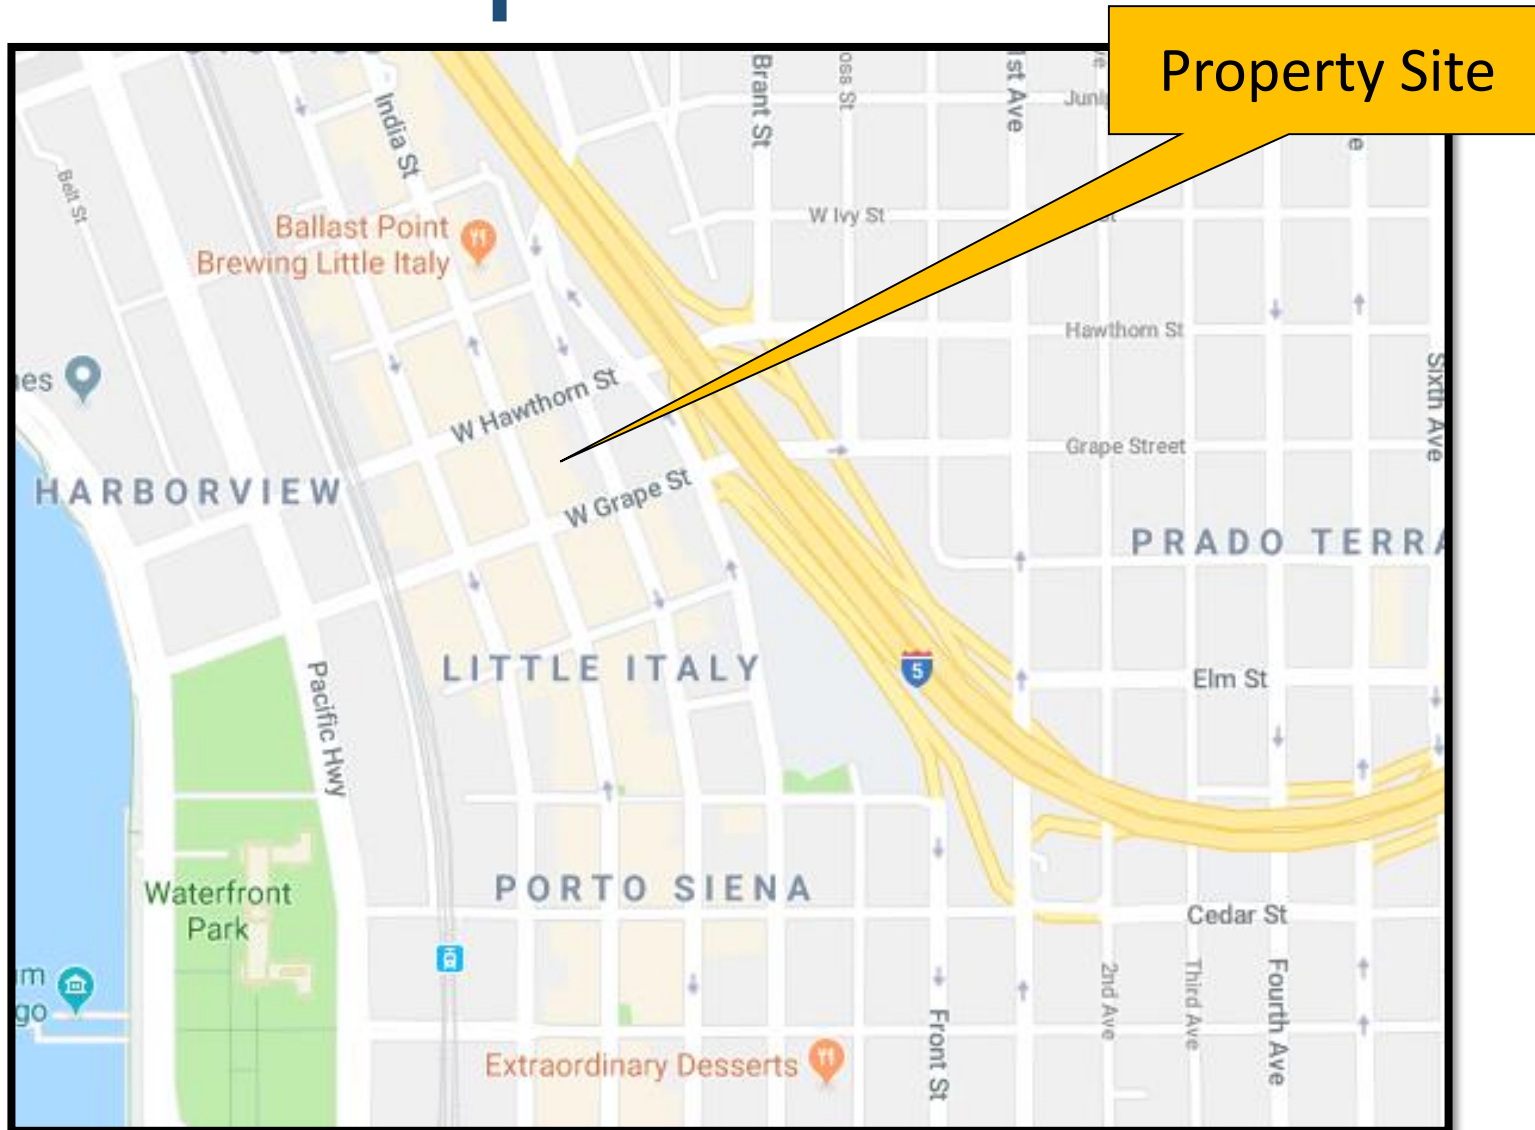 Property Site
India St
Brant St
1st Ave
Belt St
Ballast Point
Brewing Little Italy
W Ivy St
Hawthorn St
W Hawthorn St
Sixth Ave
Grape Street
W Grape St
HARBORVIEW
PRADO TERRA
LITTLE ITALY
5
Elm St
Pacific Hwy
Waterfront
Park
PORTO SIENA
Cedar St
2nd Ave
Third Ave
Fourth Ave
Front St
Extraordinary Desserts